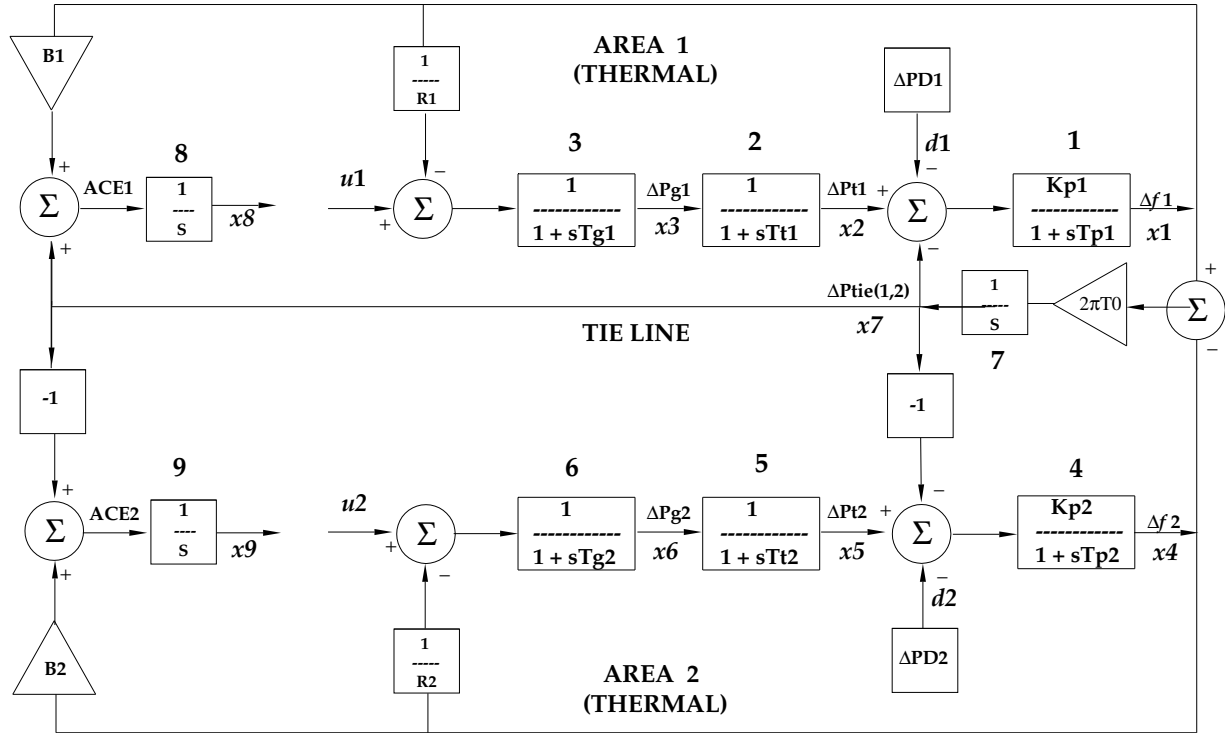 B1
AREA 1
(THERMAL)
1
-----
R1
ΔPD1
8
3
2
d1
1
+
ACE1
1
----
s
x8
u1
−
+
Σ
Σ
1
------------
1 + sTg1
ΔPg1
x3
1
------------
1 + sTt1
ΔPt1
x2
+
−
Σ
−
Kp1
------------
1 + sTp1
Δf 1
x1
+
ΔPtie(1,2)
x7
1
-----
s
7
2πT0
+
Σ
−
TIE LINE
-1
-1
9
6
5
4
+
Σ
+
ACE2
1
----
s
x9
u2
+
Σ
−
1
------------
1 + sTg2
ΔPg2
x6
1
------------
1 + sTt2
ΔPt2
x5
−
+
Σ
−
d2
Kp2
------------
1 + sTp2
Δf 2
x4
B2
1
-----
R2
AREA 2
(THERMAL)
ΔPD2